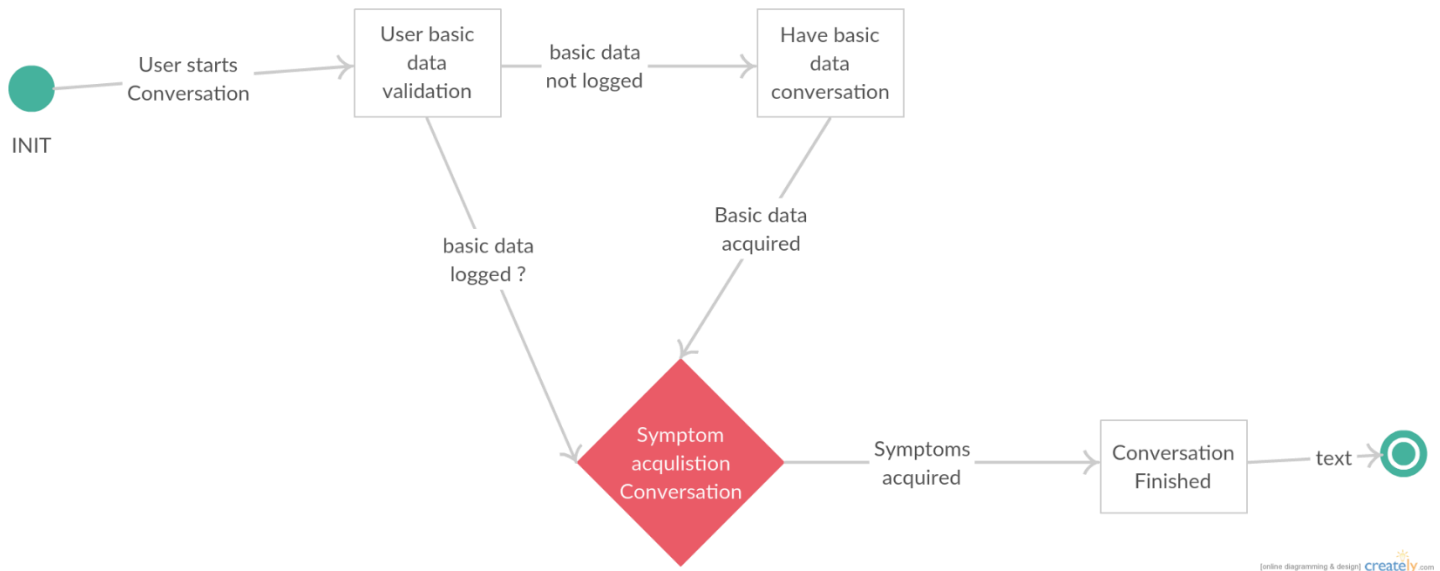 User starts
Conversation
INIT
User basic
data
validation
basic data
not logged
Have basic
data
conversation
basic data
logged ?
Basic data
acquired
Symptom
acqulistion
Conversation
Symptoms
acquired
Conversation
Finished
text
[online diagramming & design] creately.com